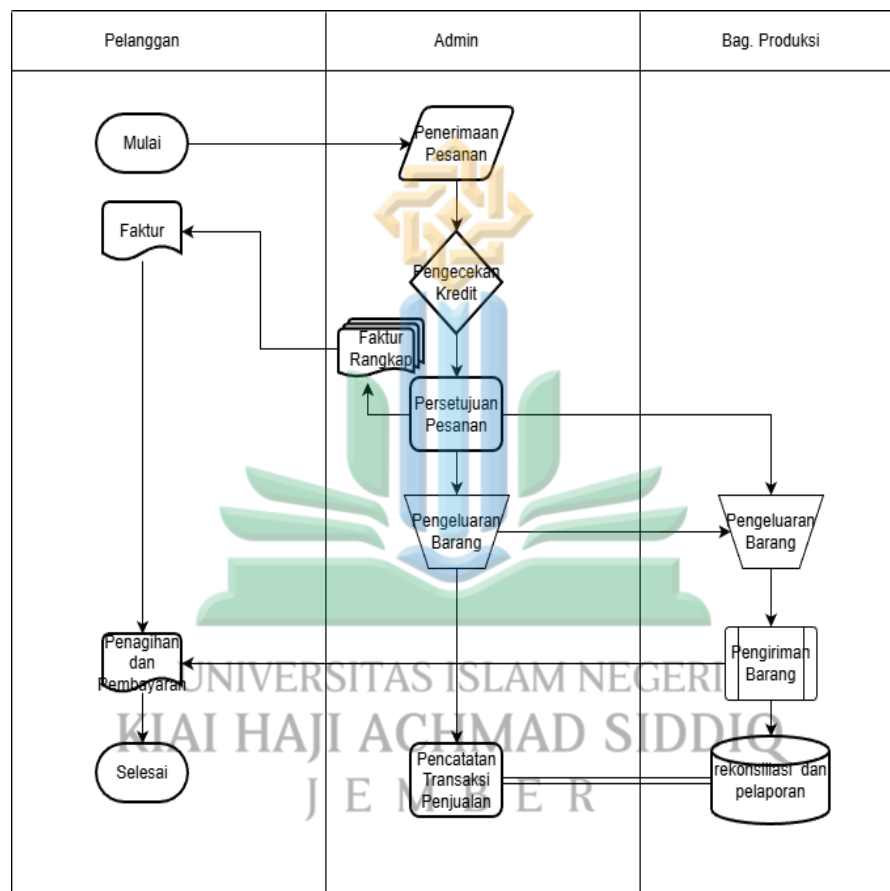 Pelanggan
Admin
Bag. Produksi
Mulai
Penerimaan
Pesanan
Faktur
Pengecekan
Kredit
Faktur
Rangkap
Persetujuan
Pesanan
Pengeluaran
Barang
Pengeluaran
Barang
Penagihan
dan
Pembayaran
Pengiriman
Barang
UNIVERSITAS ISLAM NEGERI
KIAI HAJI ACHMAD SIDDIQ
JEMBER
Selesai
Pencatatan
Transaksi
Penjualan
rekonsiliasi dan
pelaporan